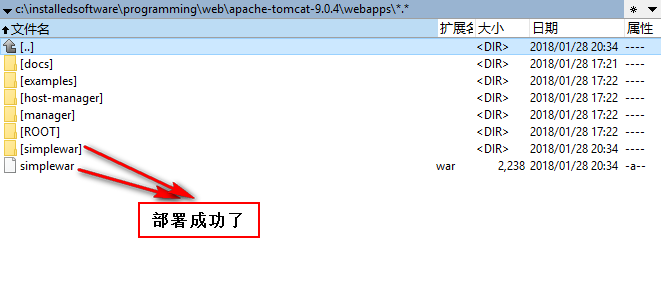 c:\installedsoftware\programming\web\apache-tomcat-9.0.4\webapps\*.*
文件名 扩展名 大小 日期 属性
[..] <DIR> 2018/01/28 20:34 ----
[docs] <DIR> 2018/01/28 17:21 ----
[examples] <DIR> 2018/01/28 17:22 ----
[host-manager] <DIR> 2018/01/28 17:22 ----
[manager] <DIR> 2018/01/28 17:22 ----
[ROOT] <DIR> 2018/01/28 17:22 ----
[simplewar] <DIR> 2018/01/28 20:34 ----
simplewar war 2,238 2018/01/28 20:34 -a--
部署成功了